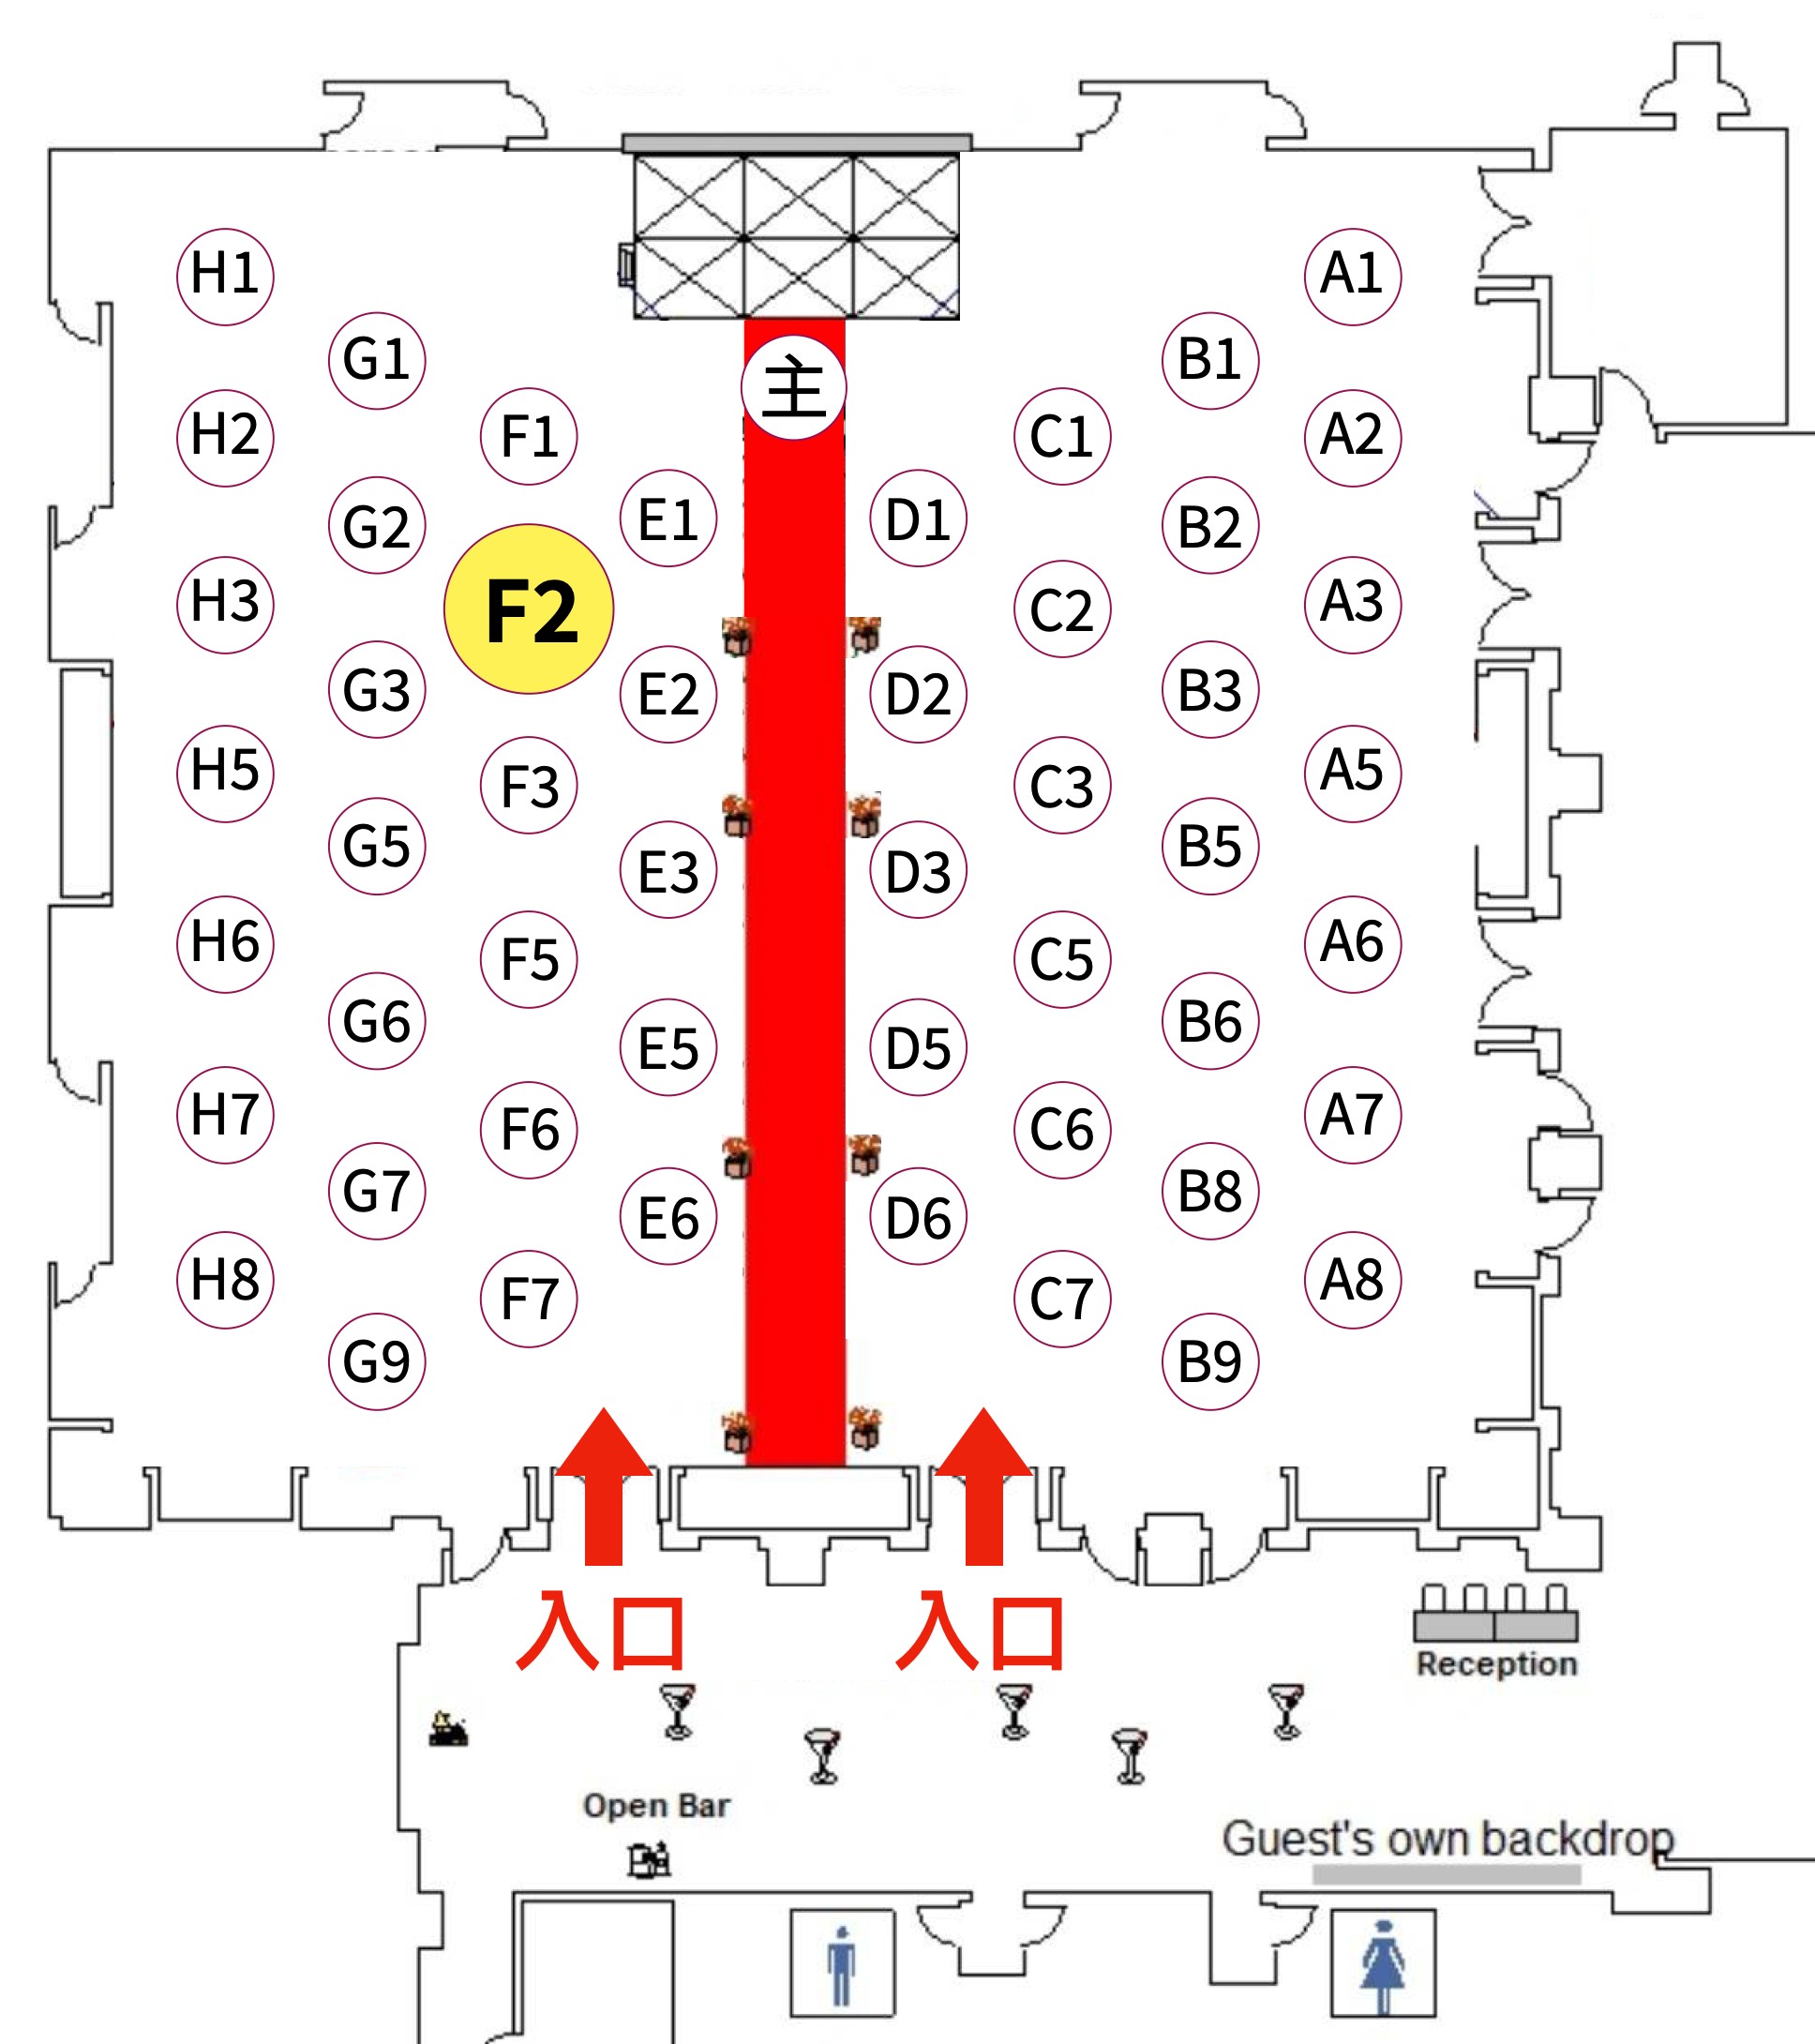 H1
A1
G1
B1
主
H2
F1
C1
A2
G2
E1
D1
B2
H3
F2
C2
A3
G3
E2
D2
B3
H5
F3
C3
A5
G5
E3
D3
B5
H6
F5
C5
A6
G6
E5
D5
B6
H7
F6
C6
A7
G7
E6
D6
B8
H8
F7
C7
A8
G9
B9
入口
入口
Reception
Open Bar
Guest's own backdrop